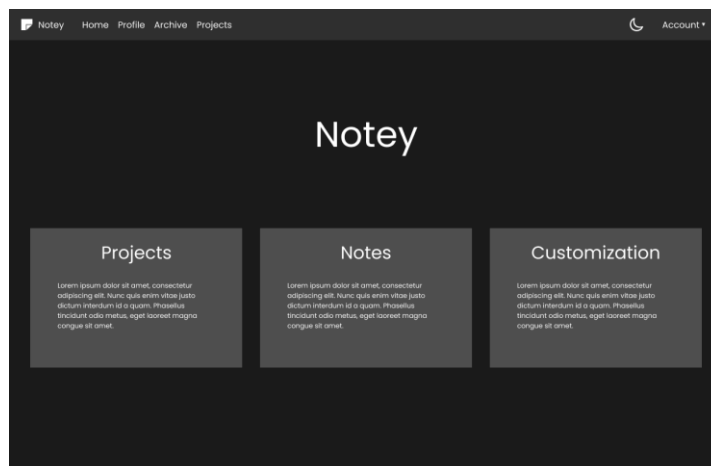 Notey Home Profile Archive Projects Account
Notey
Projects
Lorem ipsum dolor sit amet, consectetur
adipiscing elit. Nunc quis enim vitae justo
dictum interdum id a quam. Phasellus
tincidunt odio metus, eget laoreet magna
congue sit amet.
Notes
Lorem ipsum dolor sit amet, consectetur
adipiscing elit. Nunc quis enim vitae justo
dictum interdum id a quam. Phasellus
tincidunt odio metus, eget laoreet magna
congue sit amet.
Customization
Lorem ipsum dolor sit amet, consectetur
adipiscing elit. Nunc quis enim vitae justo
dictum interdum id a quam. Phasellus
tincidunt odio metus, eget laoreet magna
congue sit amet.